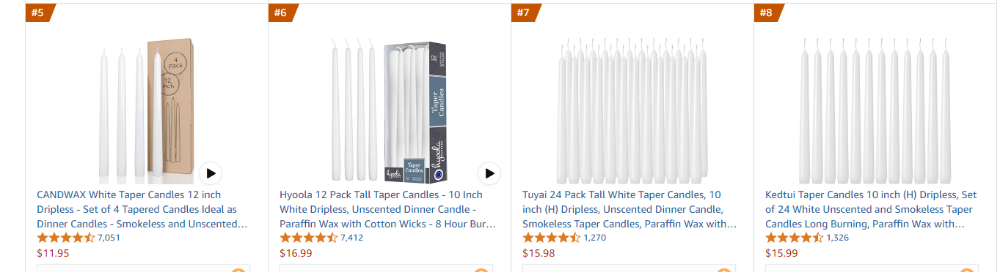 #5
#6
#7
#8
4
pack
12
inch
Taper
Candles
hyoola
Taper
Candles
hyoola
CANDWAX White Taper Candles 12 inch
Dripless - Set of 4 Tapered Candles Ideal as
Dinner Candles - Smokeless and Unscented…
7,051
$11.95
Hyoola 12 Pack Tall Taper Candles - 10 Inch
White Dripless, Unscented Dinner Candle -
Paraffin Wax with Cotton Wicks - 8 Hour Bur…
7,412
$16.99
Tuyai 24 Pack Tall White Taper Candles, 10
inch (H) Dripless, Unscented Dinner Candle,
Smokeless Taper Candles, Paraffin Wax with…
1,270
$15.98
Kedtui Taper Candles 10 inch (H) Dripless, Set
of 24 White Unscented and Smokeless Taper
Candles Long Burning, Paraffin Wax with…
1,326
$15.99